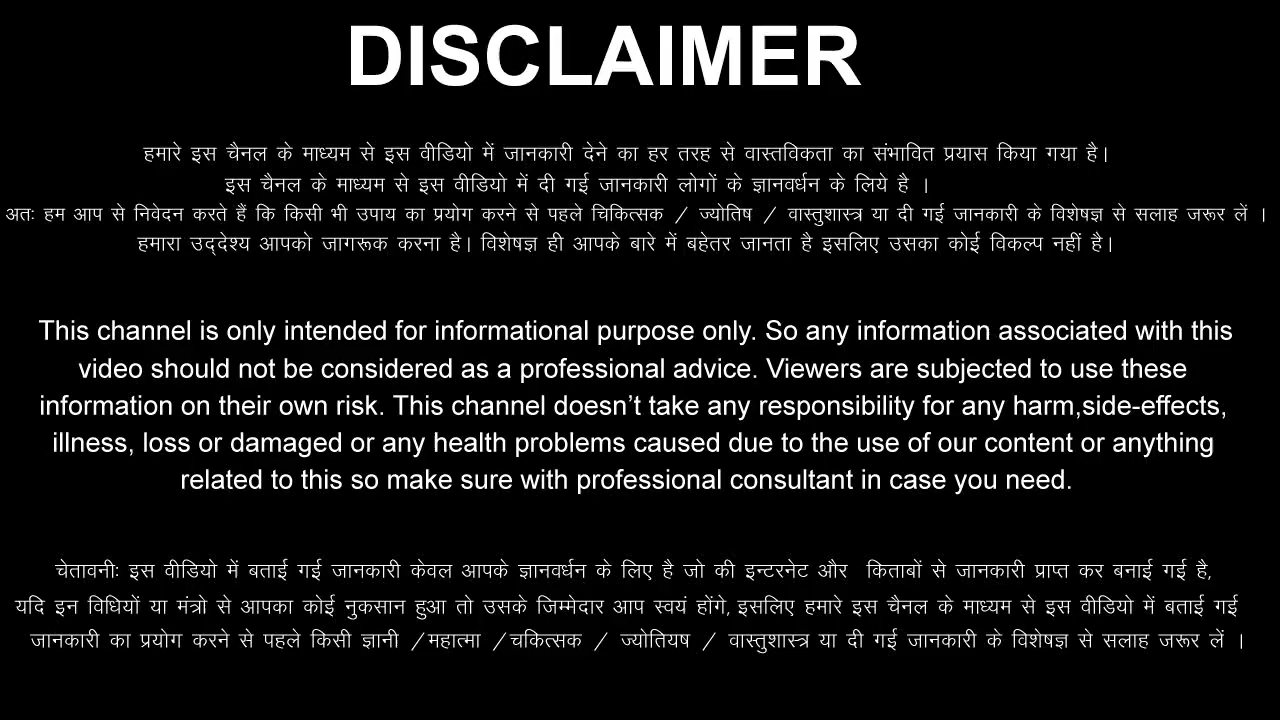 DISCLAIMER
हमारे इस चैनल के माध्यम से इस वीडियो में जानकारी देने का हर तरह से वास्तविकता का संभावित प्रयास किया गया है।
इस चैनल के माध्यम से इस वीडियो में दी गई जानकारी लोगों के ज्ञानवर्धन के लिये है ।
अतः हम आप से निवेदन करते हैं कि किसी भी उपाय का प्रयोग करने से पहले चिकित्सक / ज्योतिष / वास्तुशास्त्र या दी गई जानकारी के विशेषज्ञ से सलाह जरूर लें ।
हमारा उद्देश्य आपको जागरूक करना है। विशेषज्ञ ही आपके बारे में बहेतर जानता है इसलिए उसका कोई विकल्प नहीं है।
This channel is only intended for informational purpose only. So any information associated with this
video should not be considered as a professional advice. Viewers are subjected to use these
information on their own risk. This channel doesn’t take any responsibility for any harm,side-effects,
illness, loss or damaged or any health problems caused due to the use of our content or anything
related to this so make sure with professional consultant in case you need.
चेतावनीः इस वीडियो में बताई गई जानकारी केवल आपके ज्ञानवर्धन के लिए है जो की इन्टरनेट और किताबों से जानकारी प्राप्त कर बनाई गई है,
यदि इन विधियों या मंत्रो से आपका कोई नुकसान हुआ तो उसके जिम्मेदार आप स्वयं होंगे, इसलिए हमारे इस चैनल के माध्यम से इस वीडियो में बताई गई
जानकारी का प्रयोग करने से पहले किसी ज्ञानी /महात्मा /चकित्सक / ज्योतियष / वास्तुशास्त्र या दी गई जानकारी के विशेषज्ञ से सलाह जरूर लें ।